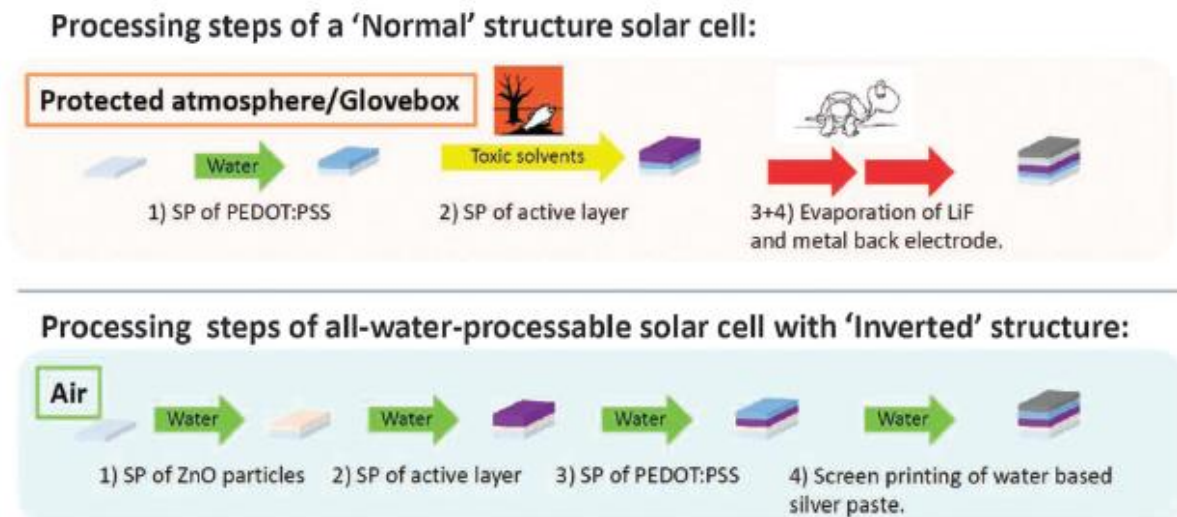 Processing steps of a 'Normal' structure solar cell:
Protected atmosphere/Glovebox
Water
Toxic solvents
1) SP of PEDOT:PSS
2) SP of active layer
3+4) Evaporation of LiF
and metal back electrode.
Processing steps of all-water-processable solar cell with 'Inverted' structure:
Air
Water
Water
Water
Water
1) SP of ZnO particles
2) SP of active layer
3) SP of PEDOT:PSS
4) Screen printing of water based
silver paste.